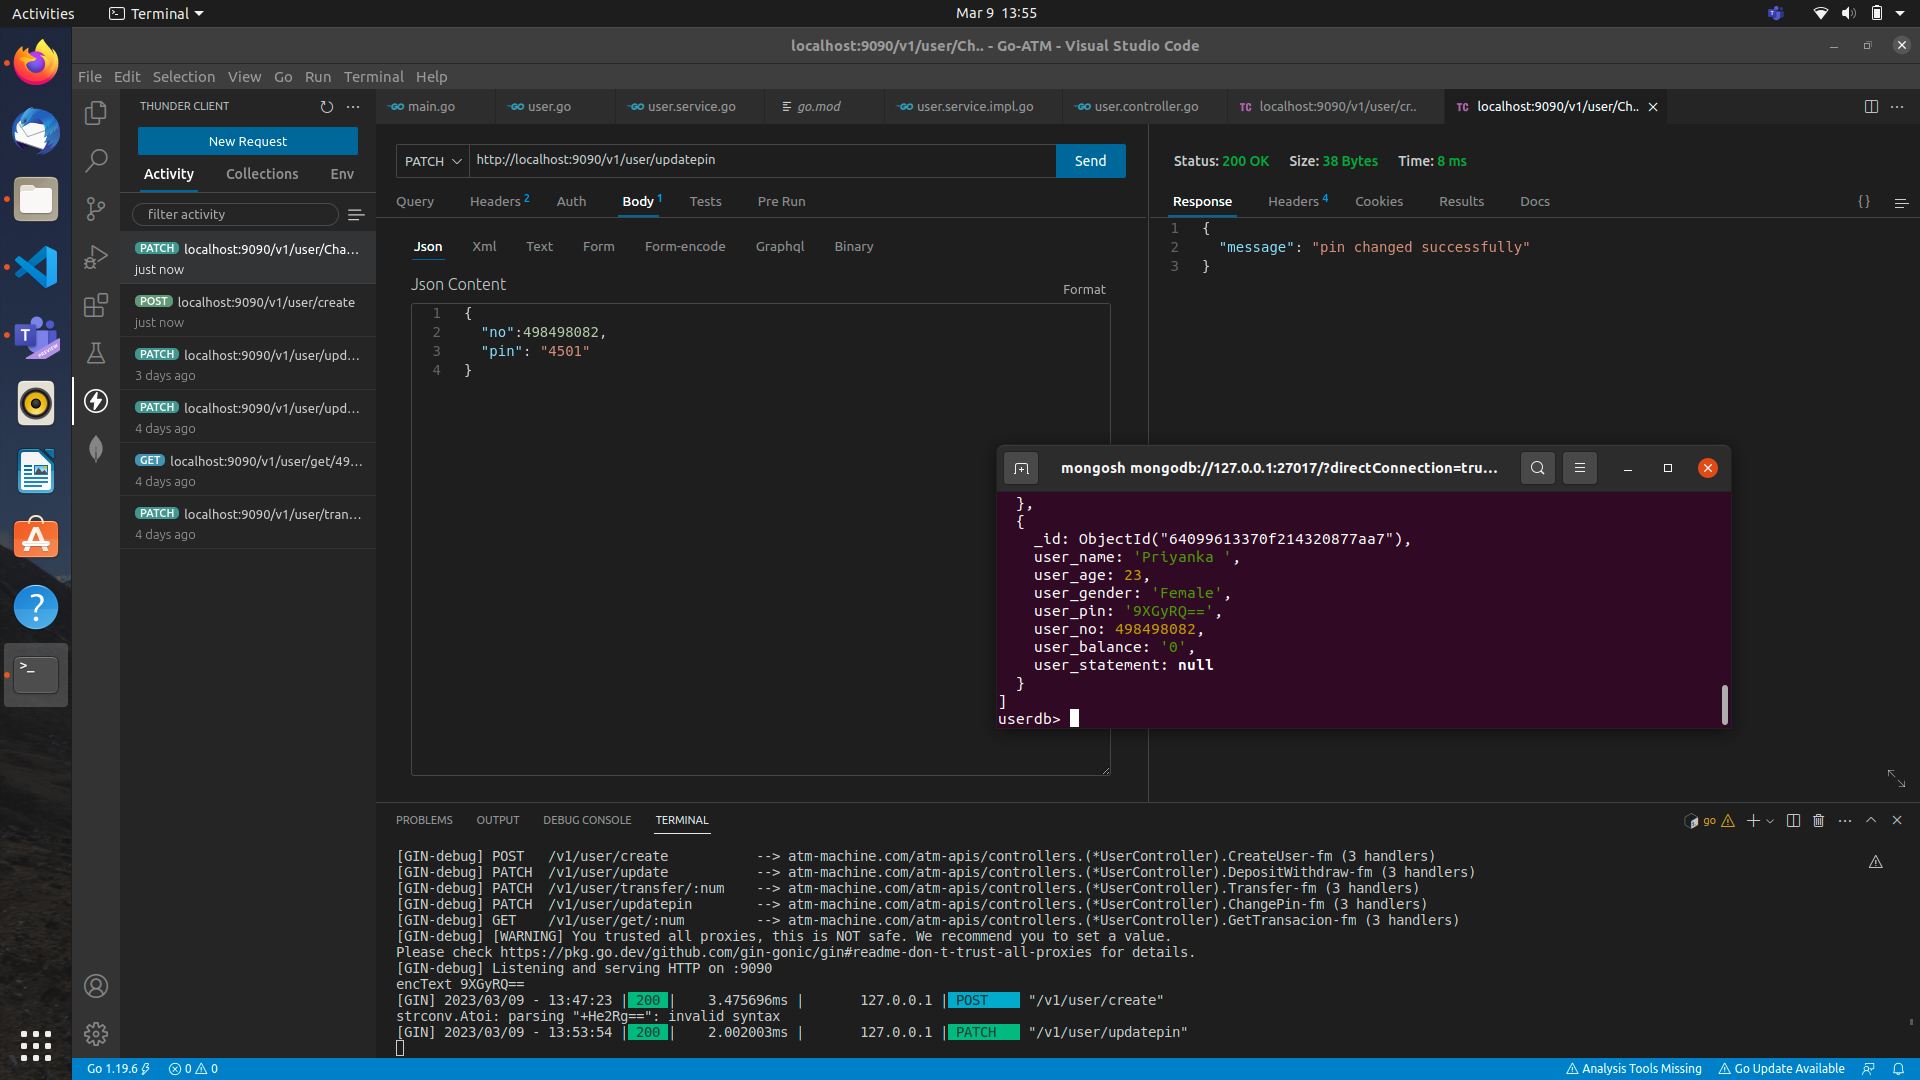 Activities
Terminal
Mar 9 13:55
localhost:9090/v1/user/Ch.. - Go-ATM - Visual Studio Code
File Edit Selection View Go Run Terminal Help
THUNDER CLIENT
New Request
Activity Collections Env
filter activity
PATCH localhost:9090/v1/user/Cha...
just now
POST localhost:9090/v1/user/create
just now
PATCH localhost:9090/v1/user/upd...
3 days ago
PATCH localhost:9090/v1/user/upd...
4 days ago
GET localhost:9090/v1/user/get/49...
4 days ago
PATCH localhost:9090/v1/user/tran...
4 days ago
main.go user.go user.service.go go.mod user.service.impl.go user.controller.go TC localhost:9090/v1/user/cr.. TC localhost:9090/v1/user/Ch..
PATCH http://localhost:9090/v1/user/updatepin Send
Query Headers 2 Auth Body 1 Tests Pre Run
Json Xml Text Form Form-encode Graphql Binary
Json Content
Format
1 {
2 "no":498498082,
3 "pin": "4501"
4 }
Status: 200 OK Size: 38 Bytes Time: 8 ms
Response Headers 4 Cookies Results Docs {}
1 {
2 "message": "pin changed successfully"
3 }
mongosh mongodb://127.0.0.1:27017/?directConnection=tru...
},
{
_id: ObjectId("64099613370f214320877aa7"),
user_name: 'Priyanka ',
user_age: 23,
user_gender: 'Female',
user_pin: '9XGyRQ==',
user_no: 498498082,
user_balance: '0',
user_statement: null
}
]
userdb>
PROBLEMS OUTPUT DEBUG CONSOLE TERMINAL
go
[GIN-debug] POST /v1/user/create --> atm-machine.com/atm-apis/controllers.(*UserController).CreateUser-fm (3 handlers)
[GIN-debug] PATCH /v1/user/update --> atm-machine.com/atm-apis/controllers.(*UserController).DepositWithdraw-fm (3 handlers)
[GIN-debug] PATCH /v1/user/transfer/:num --> atm-machine.com/atm-apis/controllers.(*UserController).Transfer-fm (3 handlers)
[GIN-debug] PATCH /v1/user/updatepin --> atm-machine.com/atm-apis/controllers.(*UserController).ChangePin-fm (3 handlers)
[GIN-debug] GET /v1/user/get/:num --> atm-machine.com/atm-apis/controllers.(*UserController).GetTransacion-fm (3 handlers)
[GIN-debug] [WARNING] You trusted all proxies, this is NOT safe. We recommend you to set a value.
Please check https://pkg.go.dev/github.com/gin-gonic/gin#readme-don-t-trust-all-proxies for details.
[GIN-debug] Listening and serving HTTP on :9090
encText 9XGyRQ==
[GIN] 2023/03/09 - 13:47:23 | 200 | 3.475696ms | 127.0.0.1 | POST "/v1/user/create"
strconv.Atoi: parsing "+He2Rg==": invalid syntax
[GIN] 2023/03/09 - 13:53:54 | 200 | 2.002003ms | 127.0.0.1 | PATCH "/v1/user/updatepin"
Go 1.19.6 0 0 Analysis Tools Missing Go Update Available